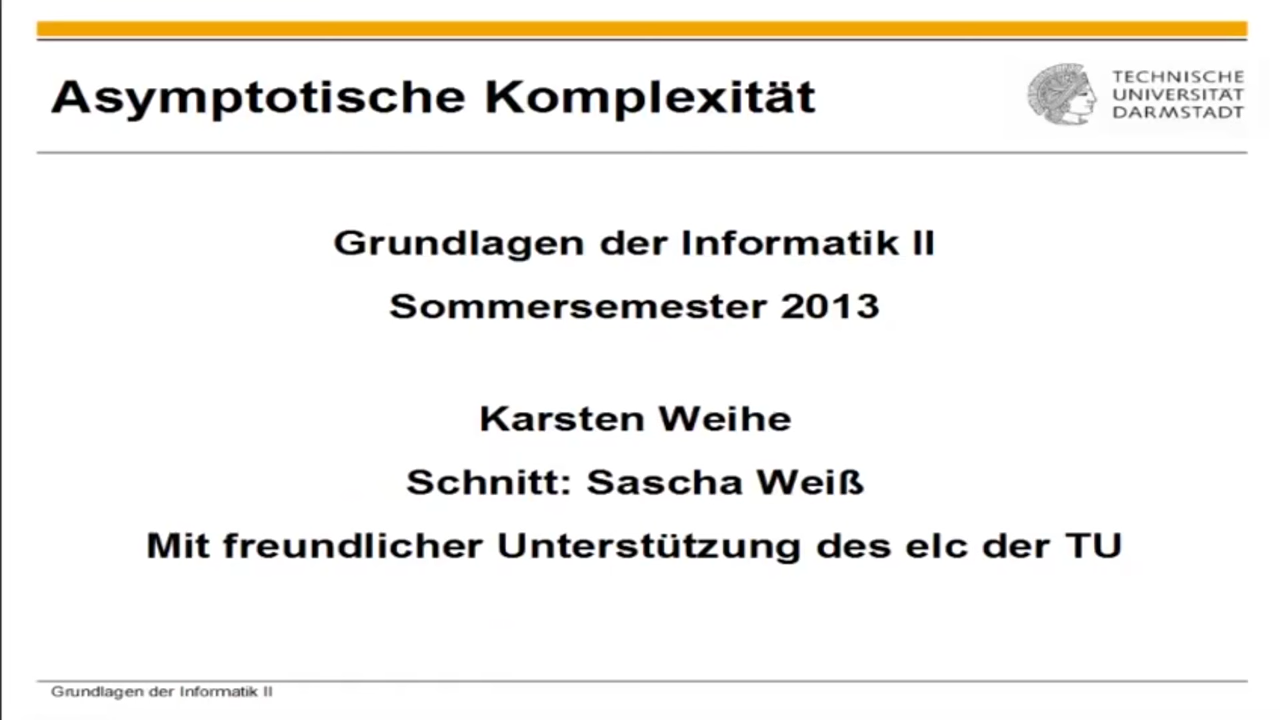 Asymptotische Komplexität
TECHNISCHE
UNIVERSITÄT
DARMSTADT
Grundlagen der Informatik II
Sommersemester 2013
Karsten Weihe
Schnitt: Sascha Weiß
Mit freundlicher Unterstützung des elc der TU
Grundlagen der Informatik II